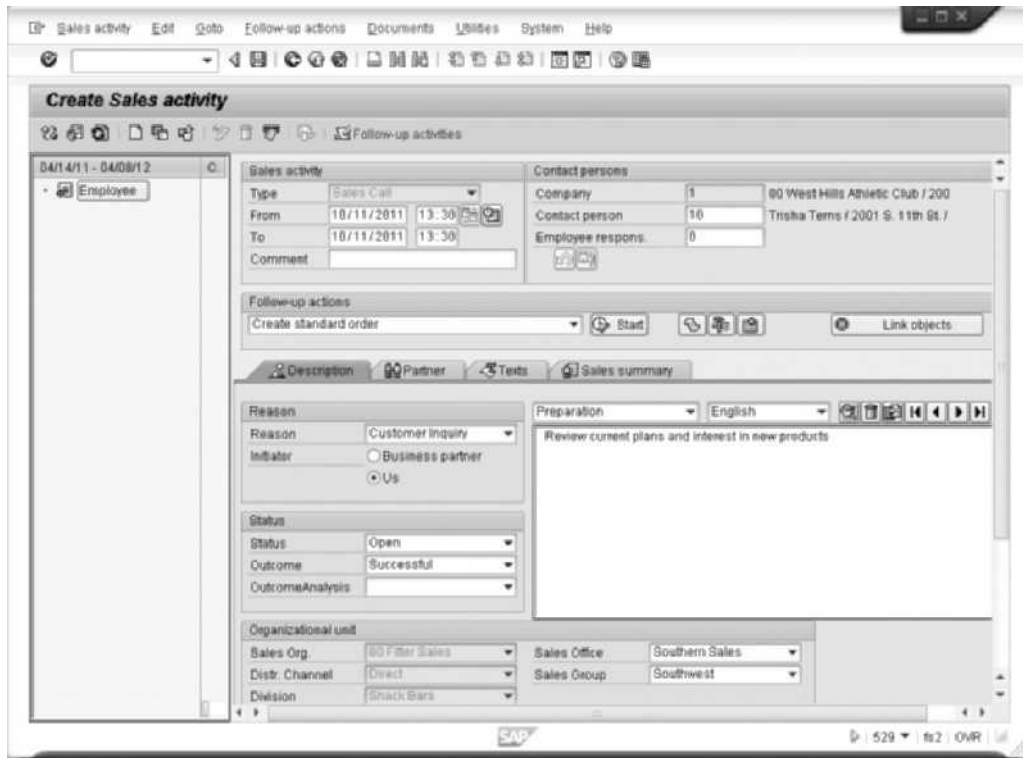 Sales activity Edit Goto Follow-up actions Documents Utilities System Help
Create Sales activity
Follow-up activities
04/14/11 - 04/08/12 C.
Employee
Sales activity
Type Sales Call
From 10/11/2011 13:30
To 10/11/2011 13:30
Comment
Contact persons
Company 1 80 West Hills Athletic Club / 200
Contact person 10 Trisha Terns / 2001 S. 11th St. /
Employee respons. 0
Follow-up actions
Create standard order Start Link objects
Description Partner Texts Sales summary
Reason
Reason Customer Inquiry
Initiator Business partner
Us
Preparation English
Review current plans and interest in new products
Status
Status Open
Outcome Successful
OutcomeAnalysis
Organizational unit
Sales Org. 80 Fitter Sales Sales Office Southern Sales
Distr. Channel Direct Sales Group Southwest
Division Snack Bars
SAP
529 fls2 OVR